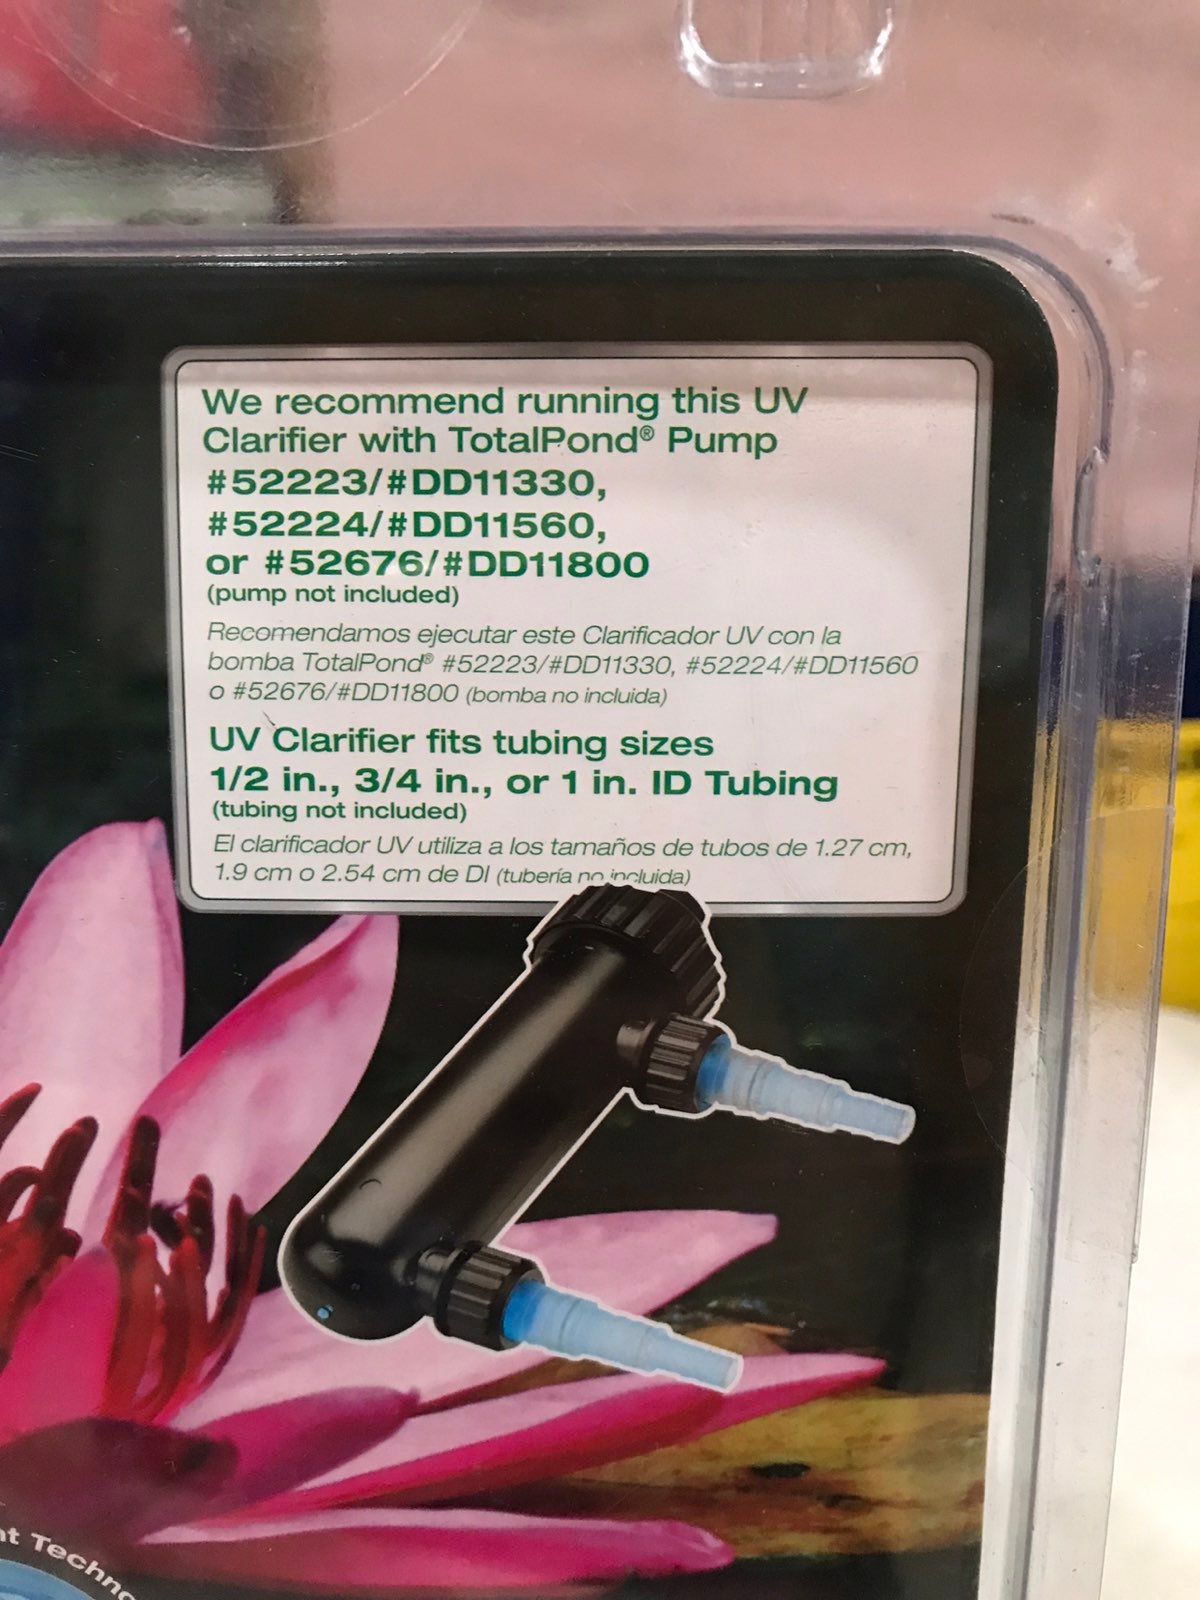 We recommend running this UV
Clarifier with TotalPond® Pump
#52223/#DD11330,
#52224/#DD11560,
or #52676/#DD11800
(pump not included)
Recomendamos ejecutar este Clarificador UV con la
bomba TotalPond® #52223/#DD11330, #52224/#DD11560
o #52676/#DD11800 (bomba no incluida)
UV Clarifier fits tubing sizes
1/2 in., 3/4 in., or 1 in. ID Tubing
(tubing not included)
El clarificador UV utiliza a los tamaños de tubos de 1.27 cm,
1.9 cm o 2.54 cm de DI (tubería no incluida)